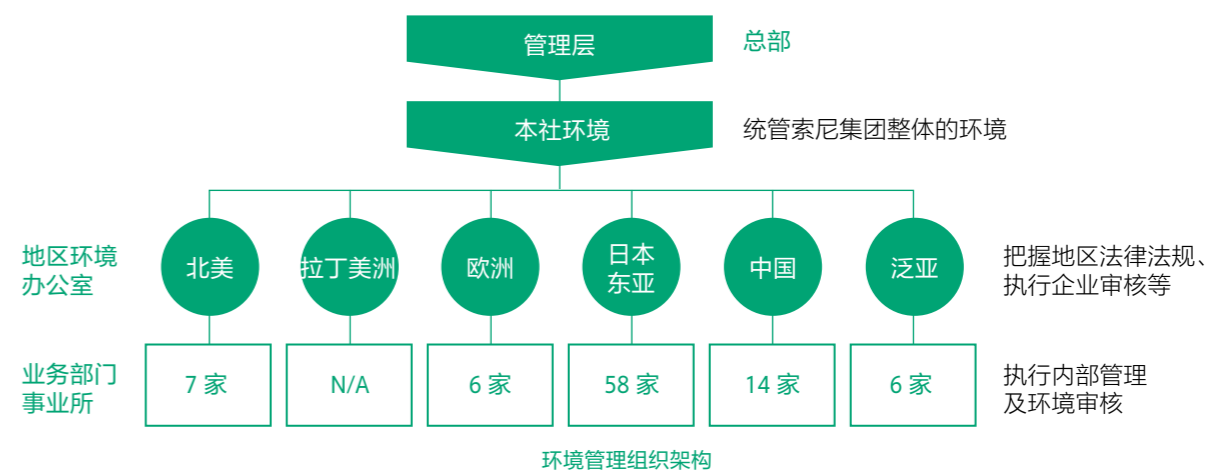 管理层
总部
本社环境
统管索尼集团整体的环境
地区环境
办公室
北美
拉丁美洲
欧洲
日本
东亚
中国
泛亚
把握地区法律法规、
执行企业审核等
业务部门
事业所
7 家
N/A
6 家
58 家
14 家
6 家
执行内部管理
及环境审核
环境管理组织架构